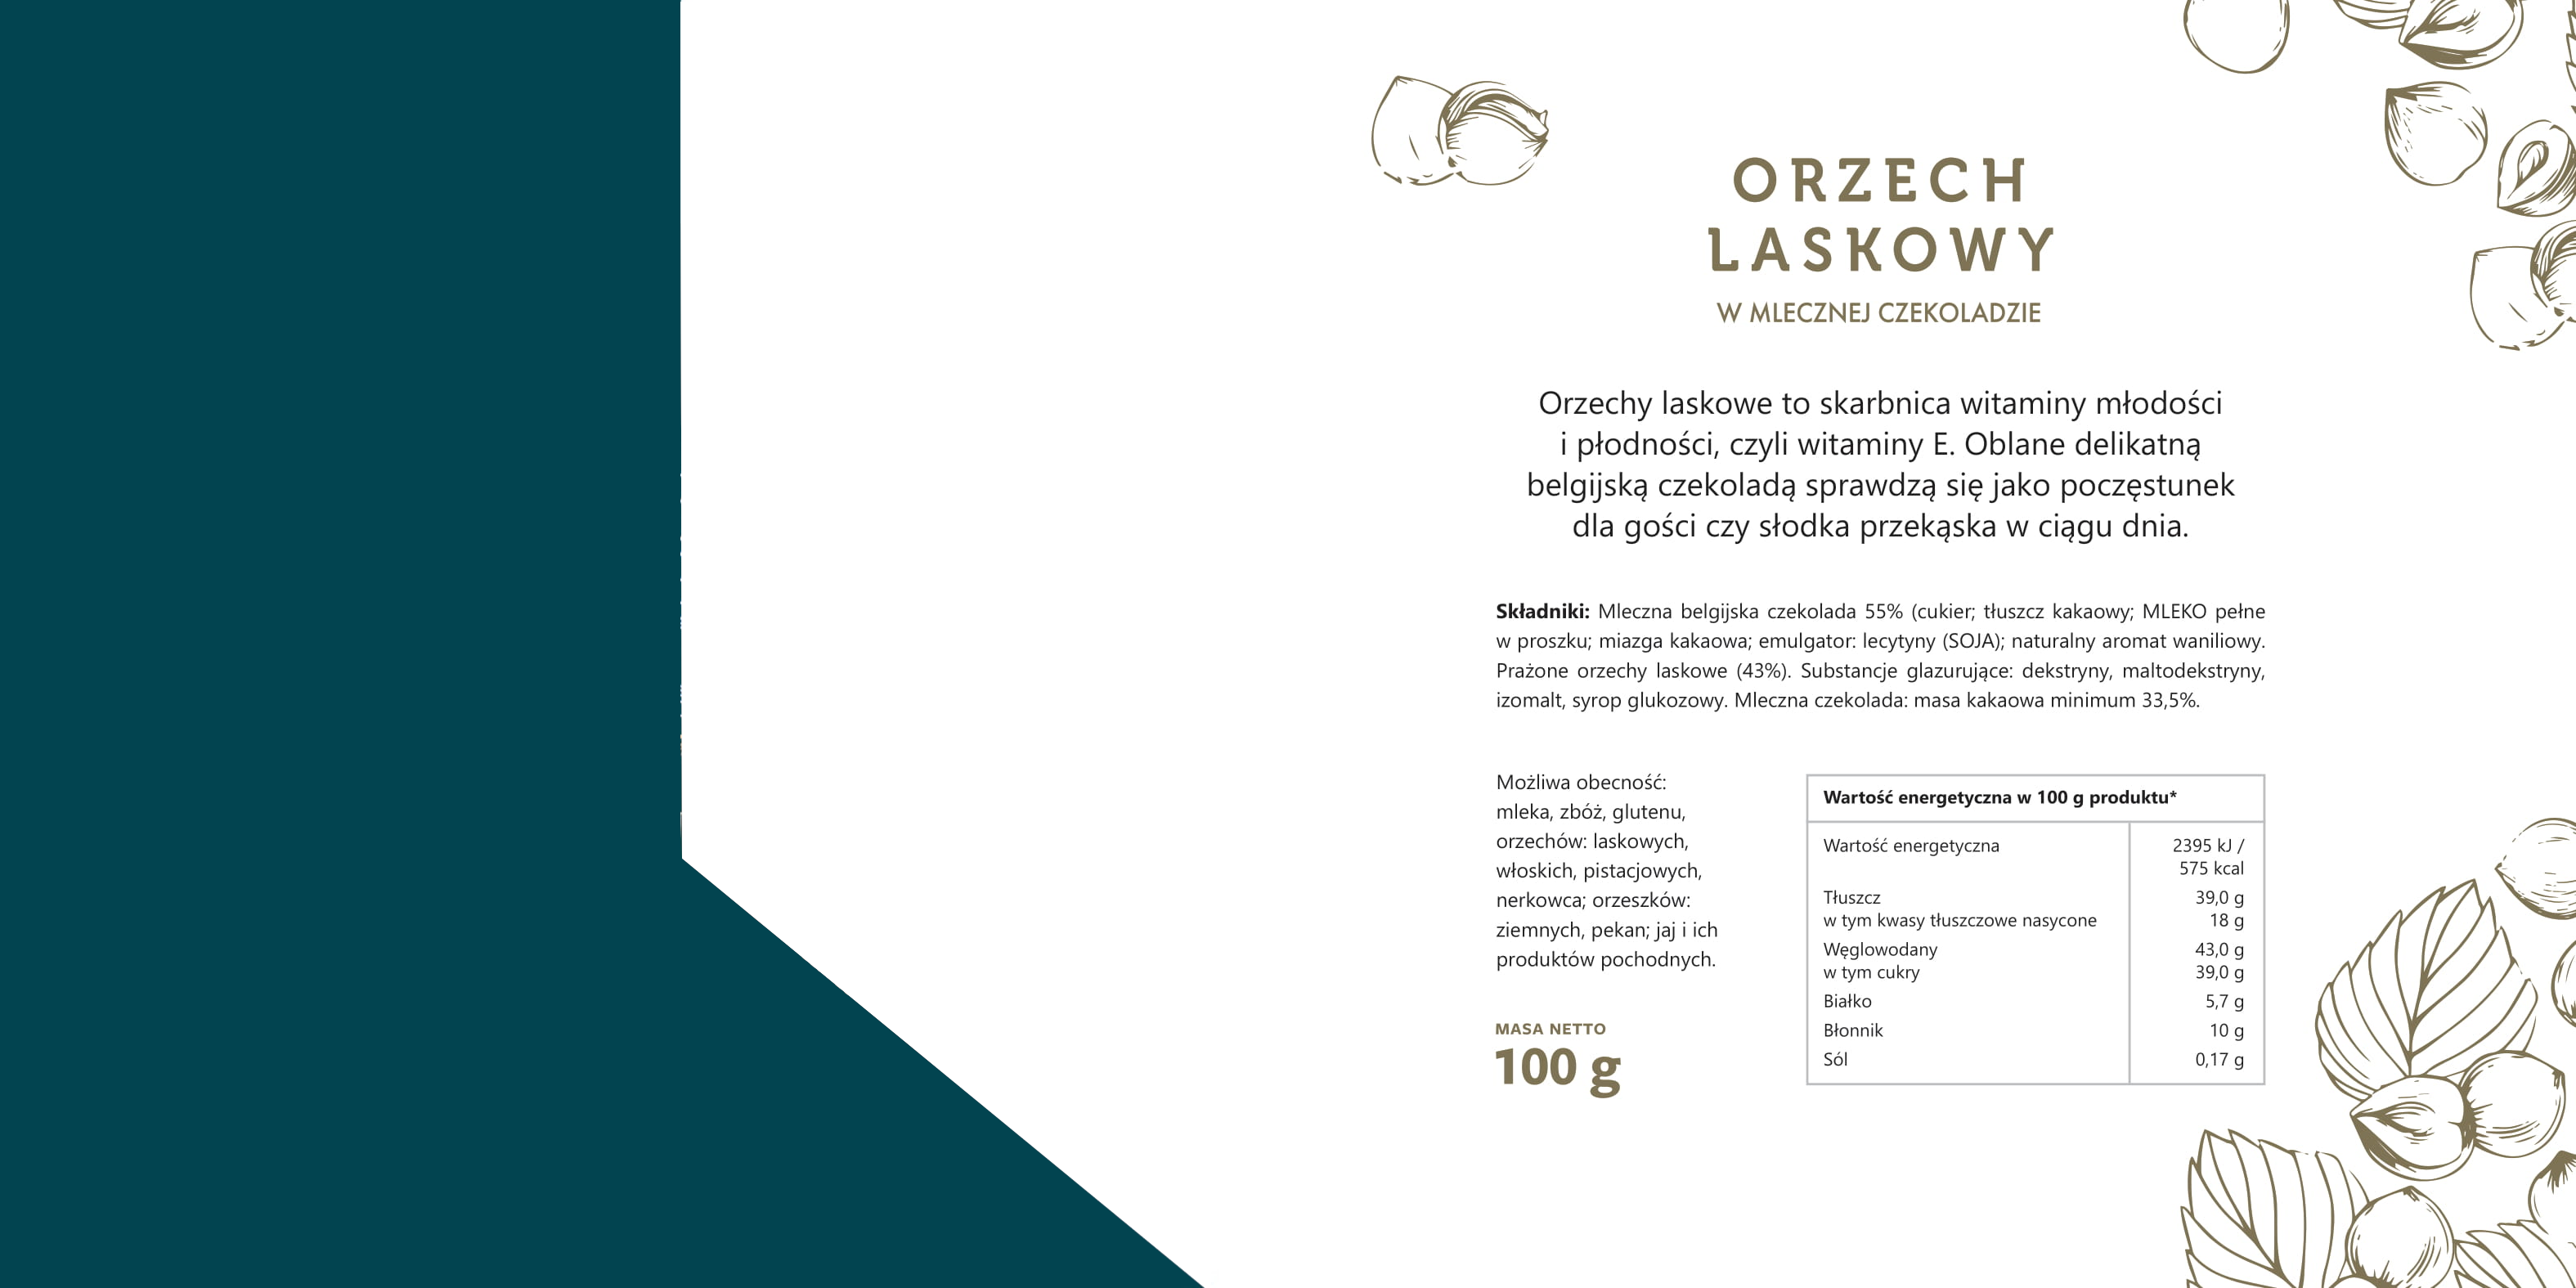 ORZECH
LASKOWY
W MLECZNEJ CZEKOLADZIE
Orzechy laskowe to skarbnica witaminy młodości
i płodności, czyli witaminy E. Oblane delikatną
belgijską czekoladą sprawdzą się jako poczęstunek
dla gości czy słodka przekąska w ciągu dnia.
Składniki: Mleczna belgijska czekolada 55% (cukier; tłuszcz kakaowy; MLEKO pełne
w proszku; miazga kakaowa; emulgator: lecytyny (SOJA); naturalny aromat waniliowy.
Prażone orzechy laskowe (43%). Substancje glazurujące: dekstryny, maltodekstryny,
izomalt, syrop glukozowy. Mleczna czekolada: masa kakaowa minimum 33,5%.
Możliwa obecność:
mleka, zbóż, glutenu,
orzechów: laskowych,
włoskich, pistacjowych,
nerkowca; orzeszków:
ziemnych, pekan; jaj i ich
produktów pochodnych.
MASA NETTO
100 g
Wartość energetyczna w 100 g produktu*
Wartość energetyczna 2395 kJ /
575 kcal
Tłuszcz 39,0 g
w tym kwasy tłuszczowe nasycone 18 g
Węglowodany 43,0 g
w tym cukry 39,0 g
Białko 5,7 g
Błonnik 10 g
Sól 0,17 g